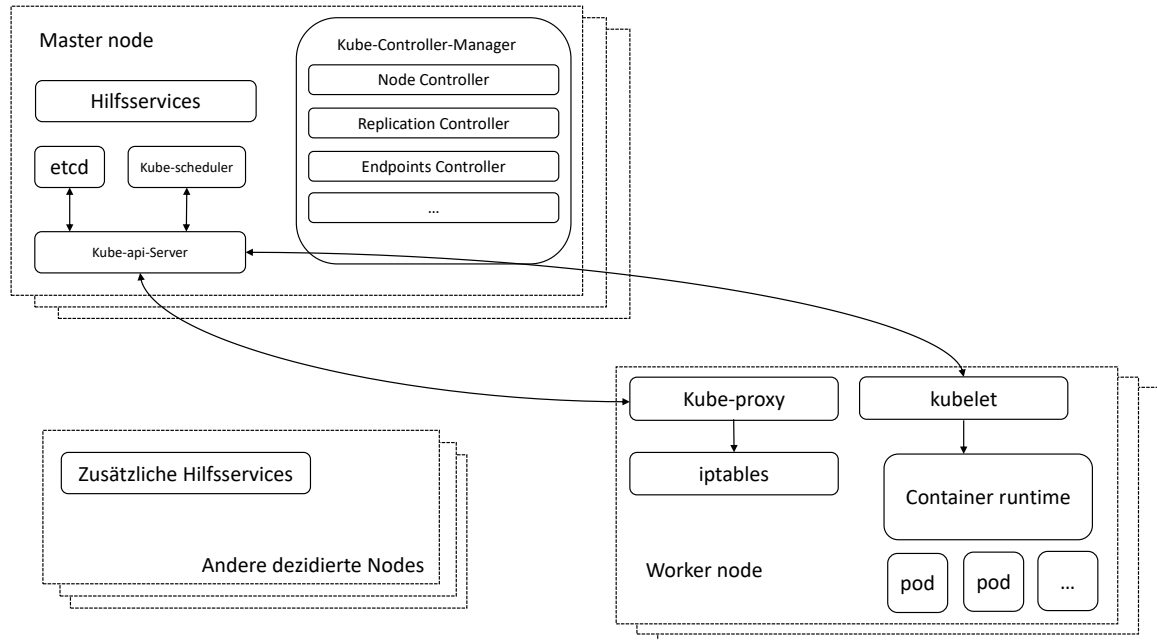 Master node
Kube-Controller-Manager
Node Controller
Hilfsservices
Replication Controller
etcd
Kube-scheduler
Endpoints Controller
...
Kube-api-Server
Kube-proxy
kubelet
Zusätzliche Hilfsservices
iptables
Container runtime
Andere dezidierte Nodes
Worker node
pod
pod
...